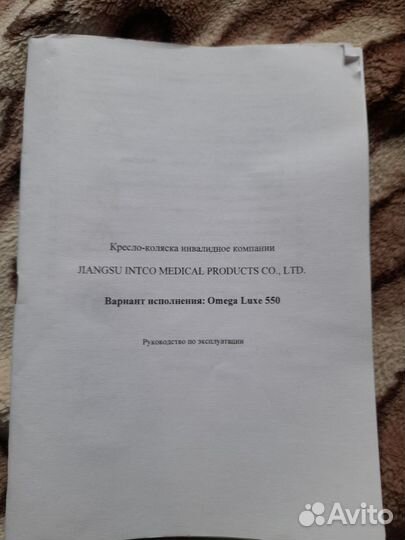 Кресло-коляска инвалидное компании
JIANGSU INTCO MEDICAL PRODUCTS CO., LTD.
Вариант исполнения: Omega Luxe 550
Руководство по эксплуатации
Avito